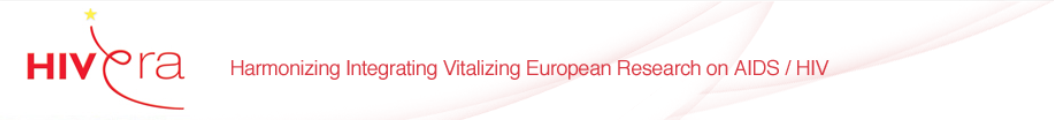 HIVera
Harmonizing Integrating Vitalizing European Research on AIDS / HIV